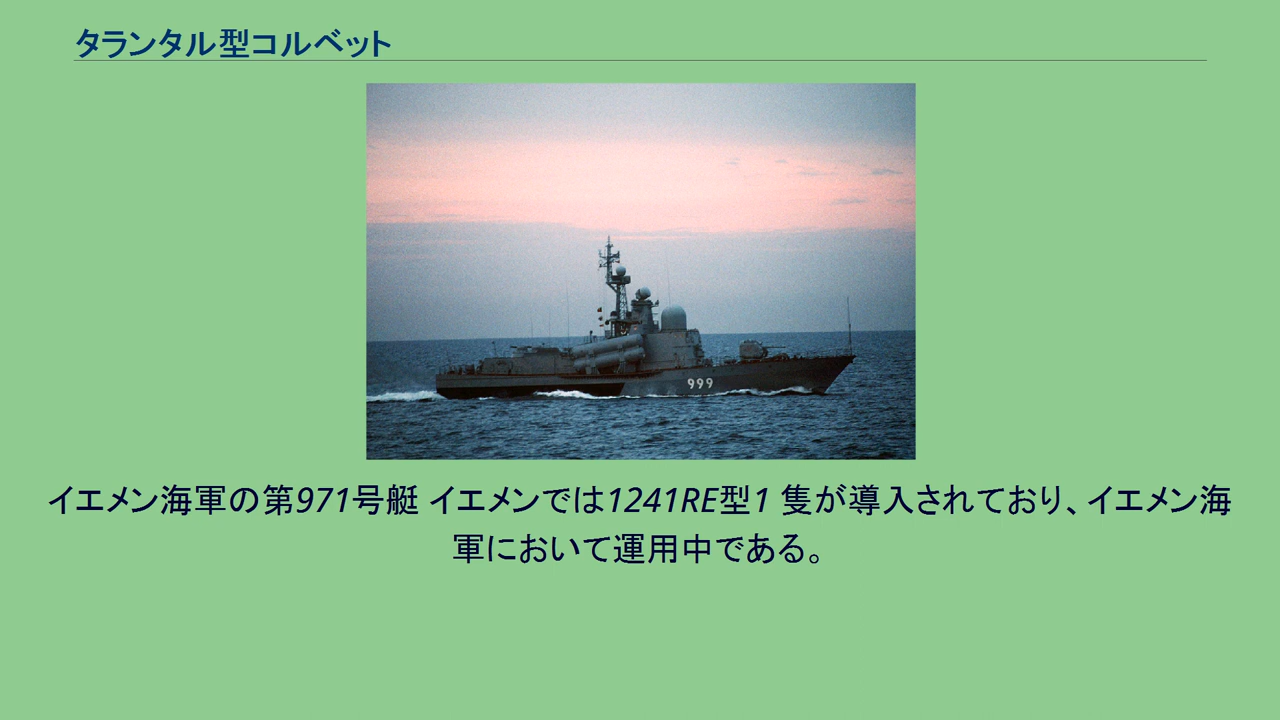 タランタル型コルベット
999
イエメン海軍の第971号艇 イエメンでは1241RE型1 隻が導入されており、イエメン海
軍において運用中である。